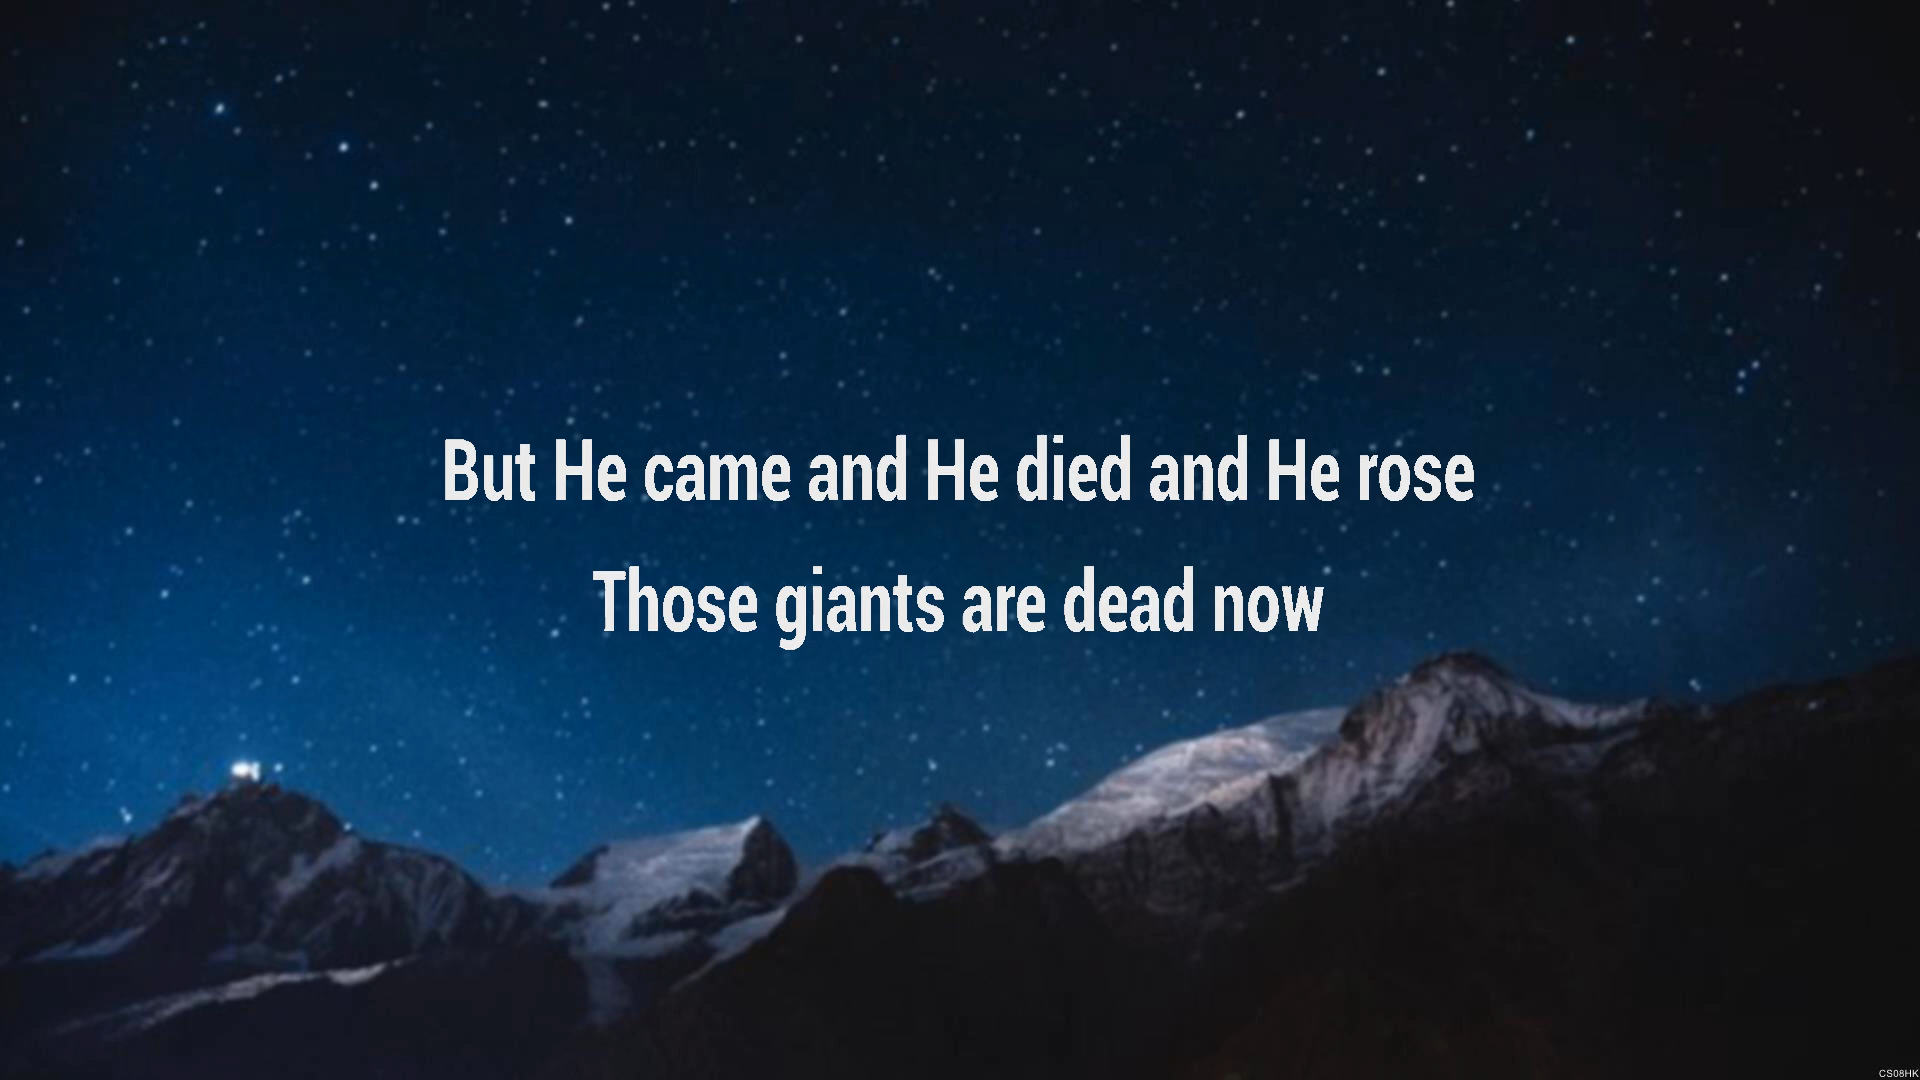 But He came and He died and He rose
Those giants are dead now
CS08HK